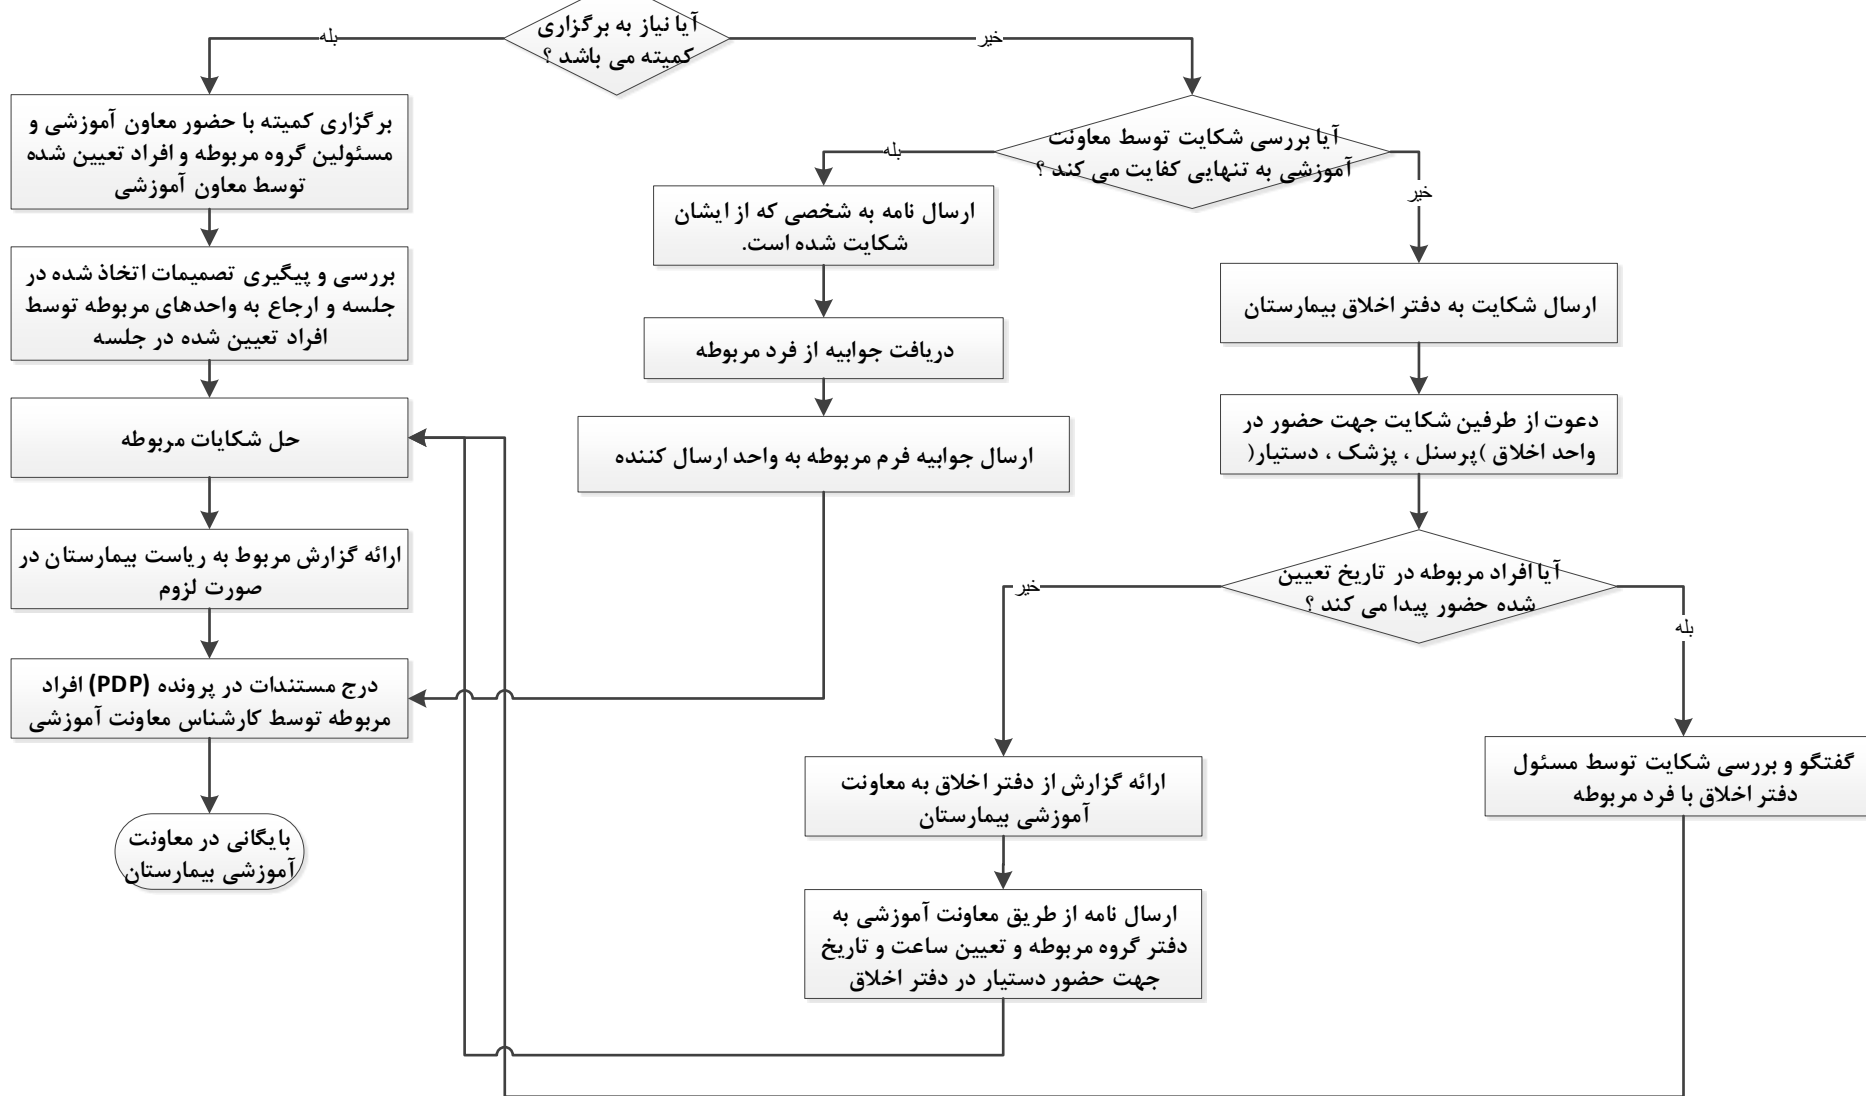 آیا نیاز به برگزاری
کمیته می باشد ؟
بله
خیر
برگزاری کمیته با حضور معاون آموزشی و
مسئولین گروه مربوطه و افراد تعیین شده
توسط معاون آموزشی
بررسی و پیگیری تصمیمات اتخاذ شده در
جلسه و ارجاع به واحدهای مربوطه توسط
افراد تعیین شده در جلسه
حل شکایات مربوطه
ارائه گزارش مربوط به ریاست بیمارستان در
صورت لزوم
درج مستندات در پرونده (PDP) افراد
مربوطه توسط کارشناس معاونت آموزشی
بایگانی در معاونت
آموزشی بیمارستان
آیا بررسی شکایت توسط معاونت
آموزشی به تنهایی کفایت می کند ؟
بله
خیر
ارسال نامه به شخصی که از ایشان
شکایت شده است.
دریافت جوابیه از فرد مربوطه
ارسال جوابیه فرم مربوطه به واحد ارسال کننده
ارسال شکایت به دفتر اخلاق بیمارستان
دعوت از طرفین شکایت جهت حضور در
واحد اخلاق )پرسنل ، پزشک ، دستیار(
آیا افراد مربوطه در تاریخ تعیین
شده حضور پیدا می کند ؟
خیر
بله
ارائه گزارش از دفتر اخلاق به معاونت
آموزشی بیمارستان
ارسال نامه از طریق معاونت آموزشی به
دفتر گروه مربوطه و تعیین ساعت و تاریخ
جهت حضور دستیار در دفتر اخلاق
گفتگو و بررسی شکایت توسط مسئول
دفتر اخلاق با فرد مربوطه